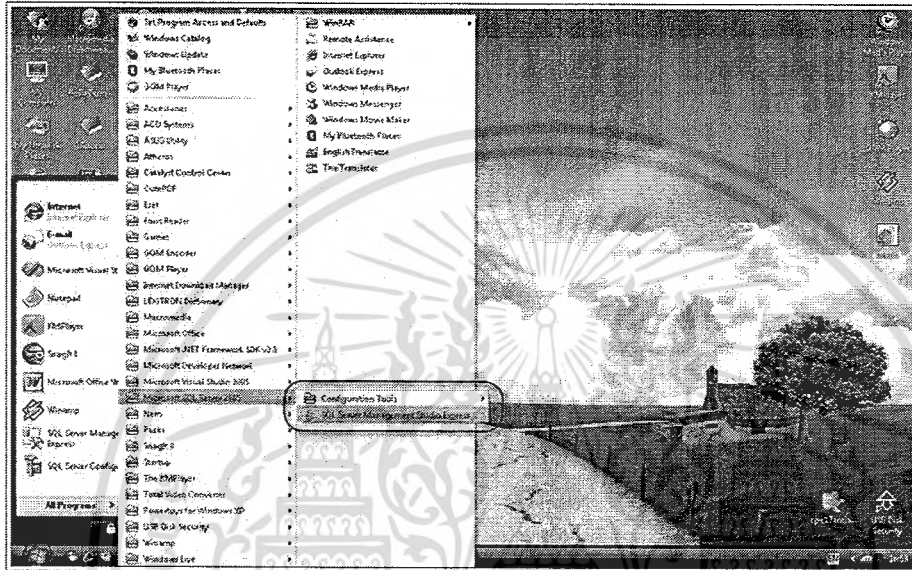 Internet
E-mail
Outlook Express
Microsoft Visual St
Notepad
KMPlayer
SnagIt 8
Microsoft Office W
Winamp
SQL Server Manage
Express
SQL Server Config
All Programs
Set Program Access and Defaults
Windows Catalog
Windows Update
My Bluetooth Places
GOM Player
Accessories
ACD Systems
ASUS Utility
Atheros
Catalyst Control Center
CutePDF
Eset
Foxit Reader
Games
GOM Encoder
GOM Player
Internet Download Manager
LEXiTRON Dictionary
Macromedia
Microsoft Office
Microsoft .NET Framework SDK v2.0
Microsoft Developer Network
Microsoft Visual Studio 2005
Microsoft SQL Server 2005
Nero
Packs
SnagIt 8
Startup
The KMPlayer
Total Video Converter
Powertoys for Windows XP
USB Disk Security
Winamp
Windows Live
WinRAR
Remote Assistance
Internet Explorer
Outlook Express
Windows Media Player
Windows Messenger
Windows Movie Maker
My Bluetooth Places
English Translator
The Translator
Configuration Tools
SQL Server Management Studio Express
USB Disk
Security